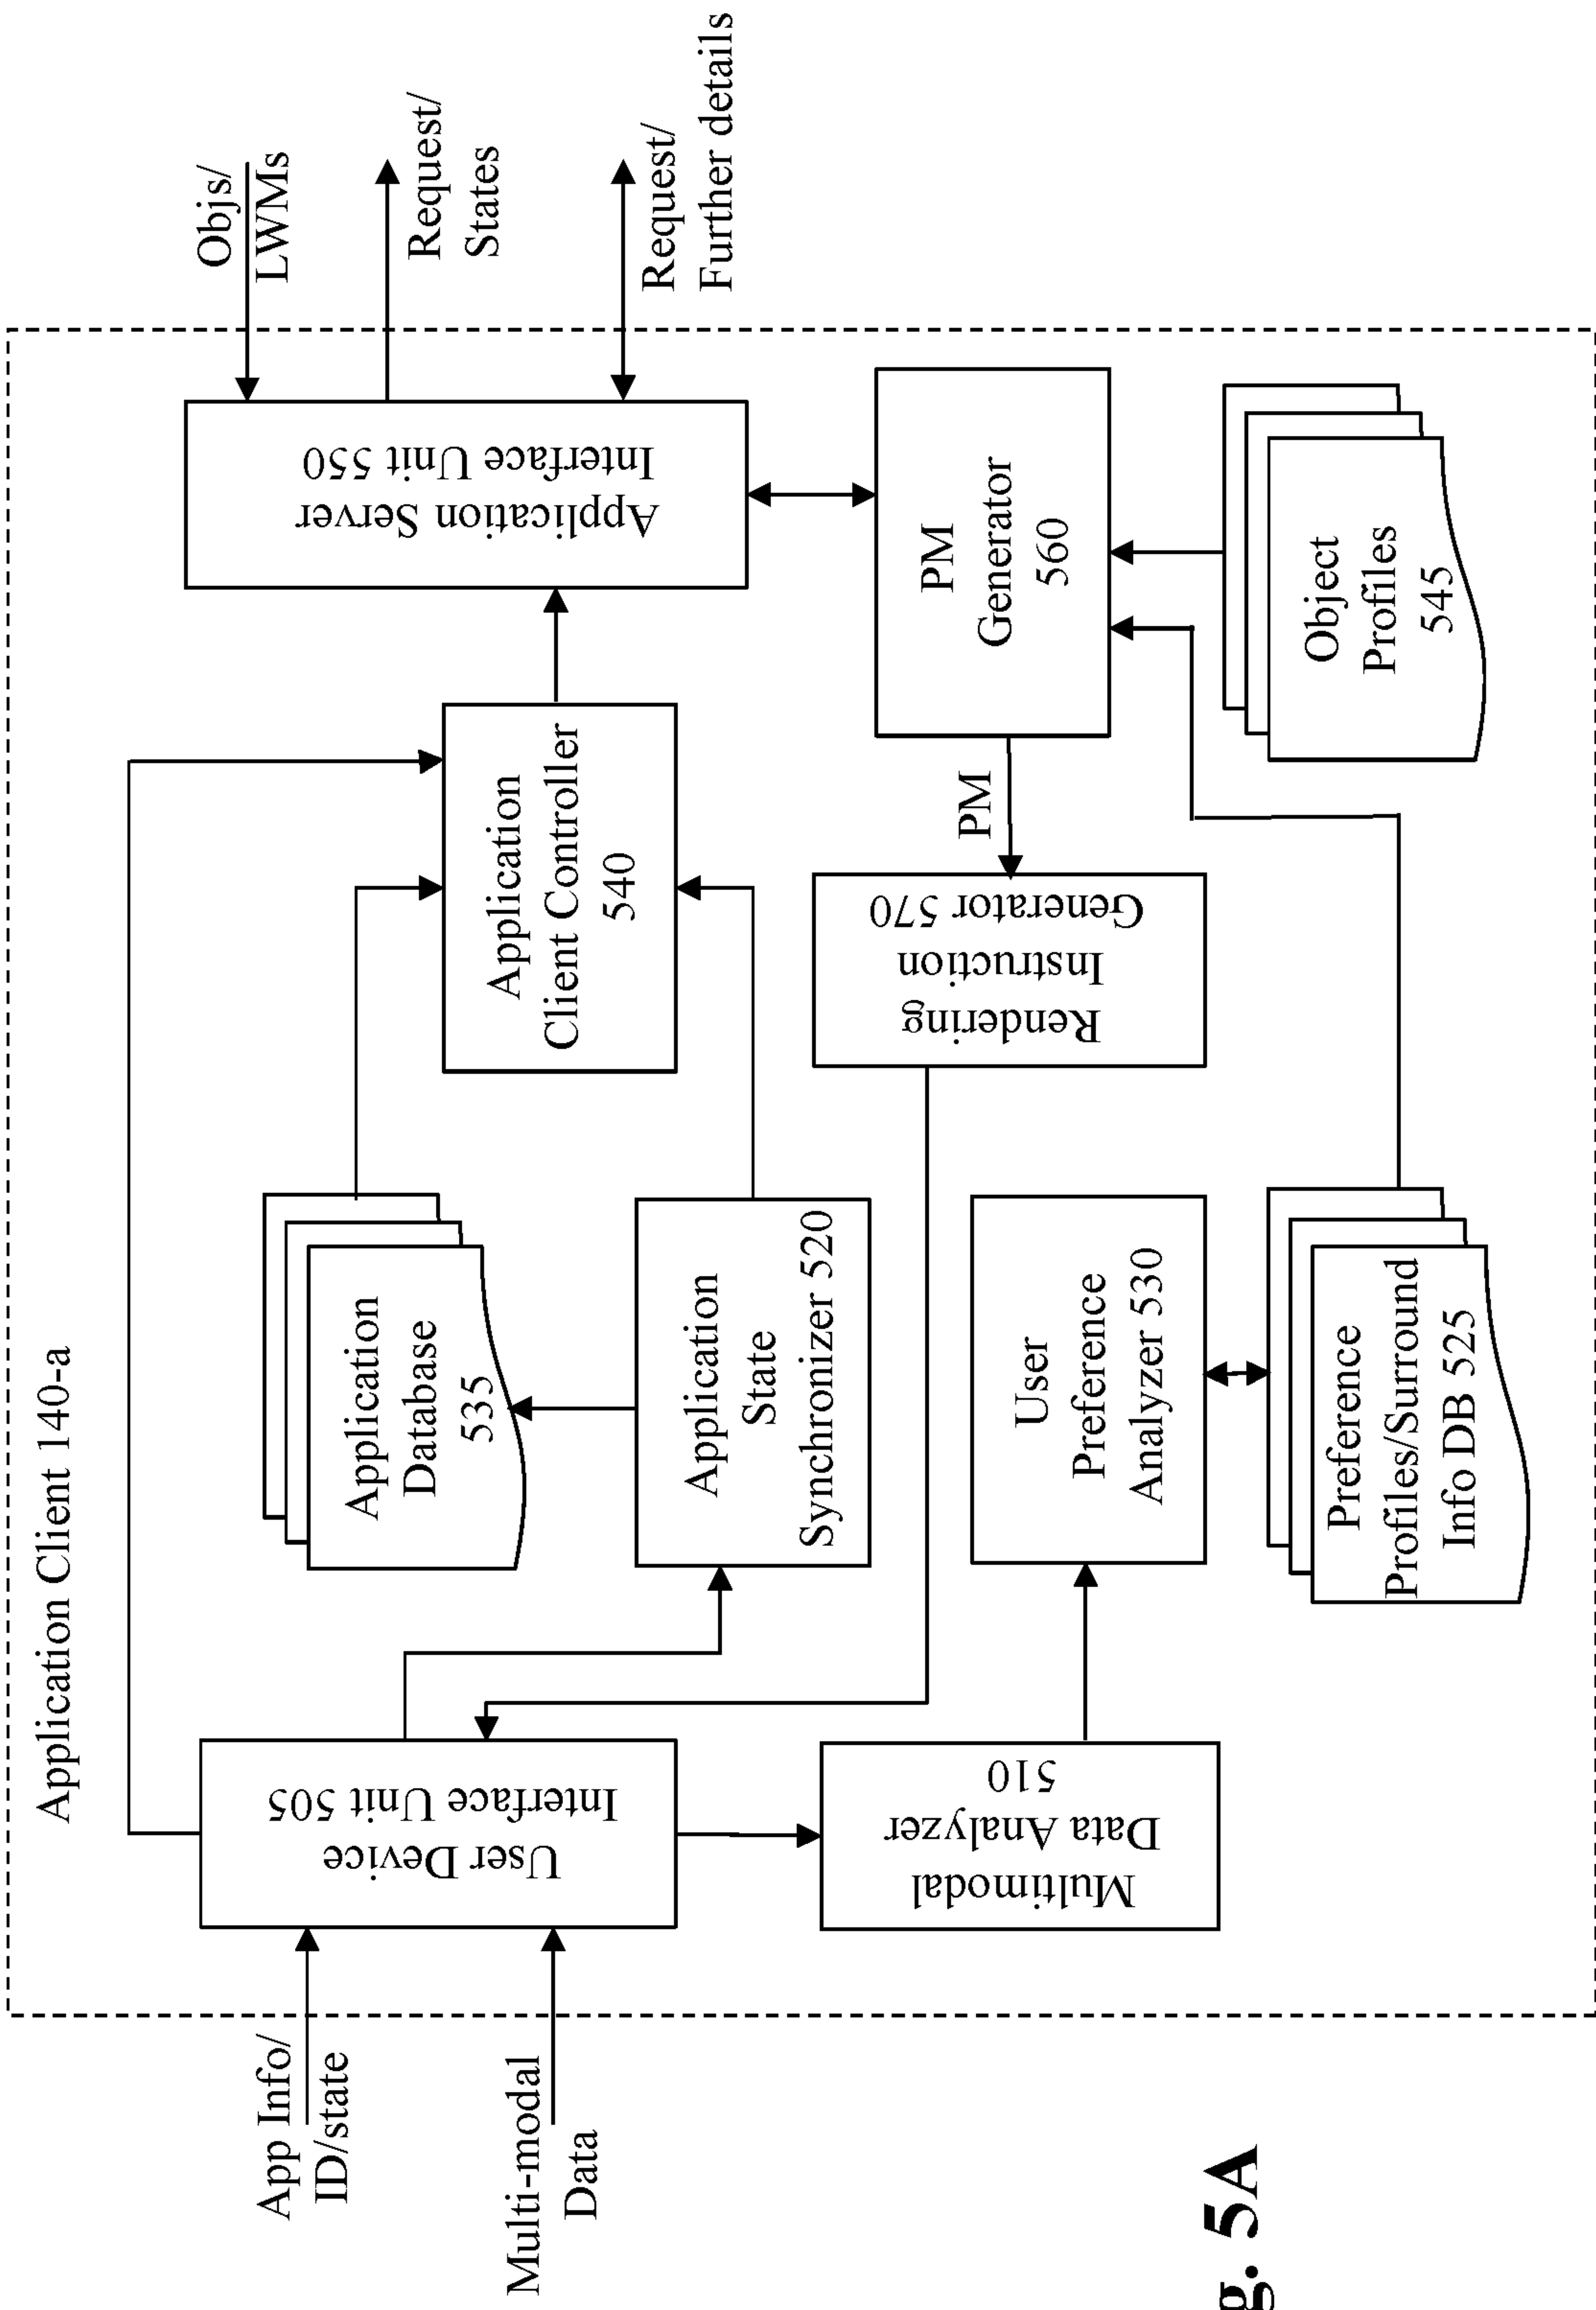 Application Client 140-a
App Info/
ID/state
Multi-modal
Data
User Device
Interface Unit 505
Multimodal
Data Analyzer
510
Application
Database
535
Application
State
Synchronizer 520
User
Preference
Analyzer 530
Preference
Profiles/Surround
Info DB 525
Application
Client Controller
540
Rendering
Instruction
Generator 570
PM
Application Server
Interface Unit 550
PM
Generator
560
Object
Profiles
545
Objs/
LWMs
Request/
States
Request/
Further details
g. 5A